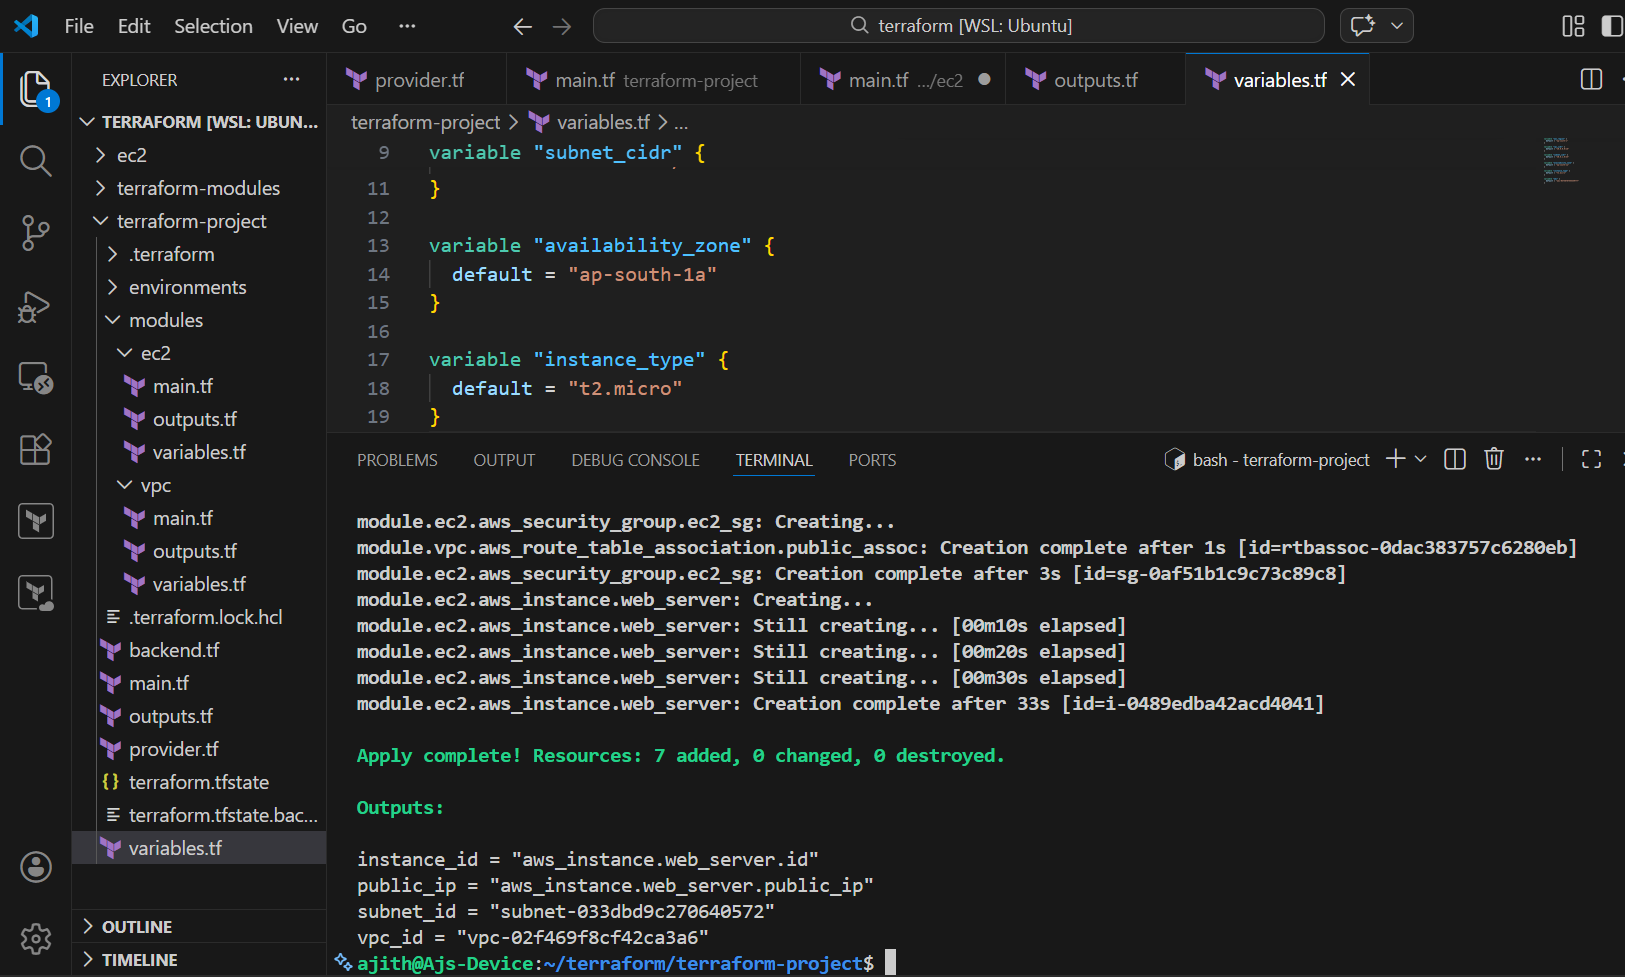 File Edit Selection View Go ··· terraform [WSL: Ubuntu]
EXPLORER ···
1
TERRAFORM [WSL: UBUN...
ec2
terraform-modules
terraform-project
.terraform
environments
modules
ec2
main.tf
outputs.tf
variables.tf
vpc
main.tf
outputs.tf
variables.tf
.terraform.lock.hcl
backend.tf
main.tf
outputs.tf
provider.tf
{} terraform.tfstate
terraform.tfstate.bac...
variables.tf
OUTLINE
TIMELINE
provider.tf main.tf terraform-project main.tf .../ec2 outputs.tf variables.tf
terraform-project > variables.tf > ...
9 variable "subnet_cidr" {
11 }
12
13 variable "availability_zone" {
14 default = "ap-south-1a"
15 }
16
17 variable "instance_type" {
18 default = "t2.micro"
19 }
PROBLEMS OUTPUT DEBUG CONSOLE TERMINAL PORTS bash - terraform-project
module.ec2.aws_security_group.ec2_sg: Creating...
module.vpc.aws_route_table_association.public_assoc: Creation complete after 1s [id=rtbassoc-0dac383757c6280eb]
module.ec2.aws_security_group.ec2_sg: Creation complete after 3s [id=sg-0af51b1c9c73c89c8]
module.ec2.aws_instance.web_server: Creating...
module.ec2.aws_instance.web_server: Still creating... [00m10s elapsed]
module.ec2.aws_instance.web_server: Still creating... [00m20s elapsed]
module.ec2.aws_instance.web_server: Still creating... [00m30s elapsed]
module.ec2.aws_instance.web_server: Creation complete after 33s [id=i-0489edba42acd4041]
Apply complete! Resources: 7 added, 0 changed, 0 destroyed.
Outputs:
instance_id = "aws_instance.web_server.id"
public_ip = "aws_instance.web_server.public_ip"
subnet_id = "subnet-033dbd9c270640572"
vpc_id = "vpc-02f469f8cf42ca3a6"
ajith@Ajs-Device:~/terraform/terraform-project$